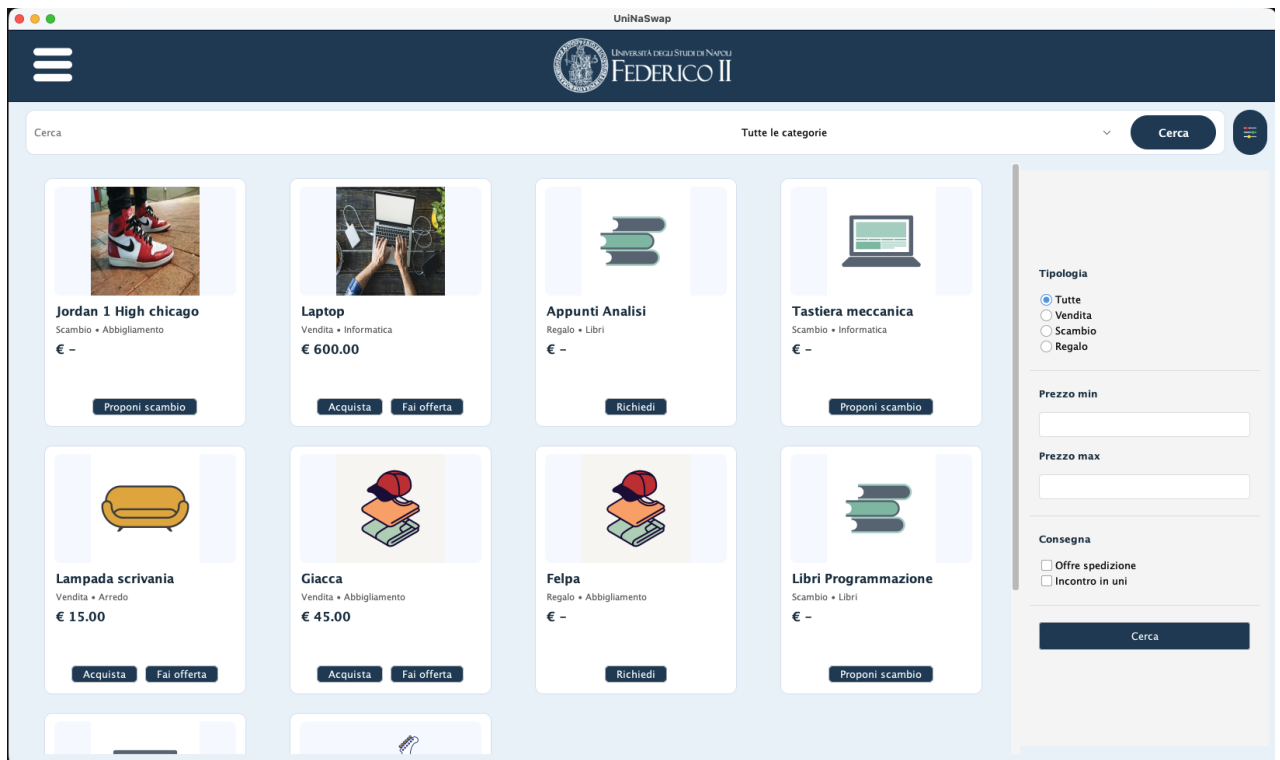 UniNaSwap
UNIVERSITÀ DEGLI STUDI DI NAPOLI
FEDERICO II
Cerca
Tutte le categorie
Cerca
Jordan 1 High chicago
Scambio • Abbigliamento
€ –
Proponi scambio
Laptop
Vendita • Informatica
€ 600.00
Acquista
Fai offerta
Appunti Analisi
Regalo • Libri
€ –
Richiedi
Tastiera meccanica
Scambio • Informatica
€ –
Proponi scambio
Lampada scrivania
Vendita • Arredo
€ 15.00
Acquista
Fai offerta
Giacca
Vendita • Abbigliamento
€ 45.00
Acquista
Fai offerta
Felpa
Regalo • Abbigliamento
€ –
Richiedi
Libri Programmazione
Scambio • Libri
€ –
Proponi scambio
Tipologia
Tutte
Vendita
Scambio
Regalo
Prezzo min
Prezzo max
Consegna
Offre spedizione
Incontro in uni
Cerca